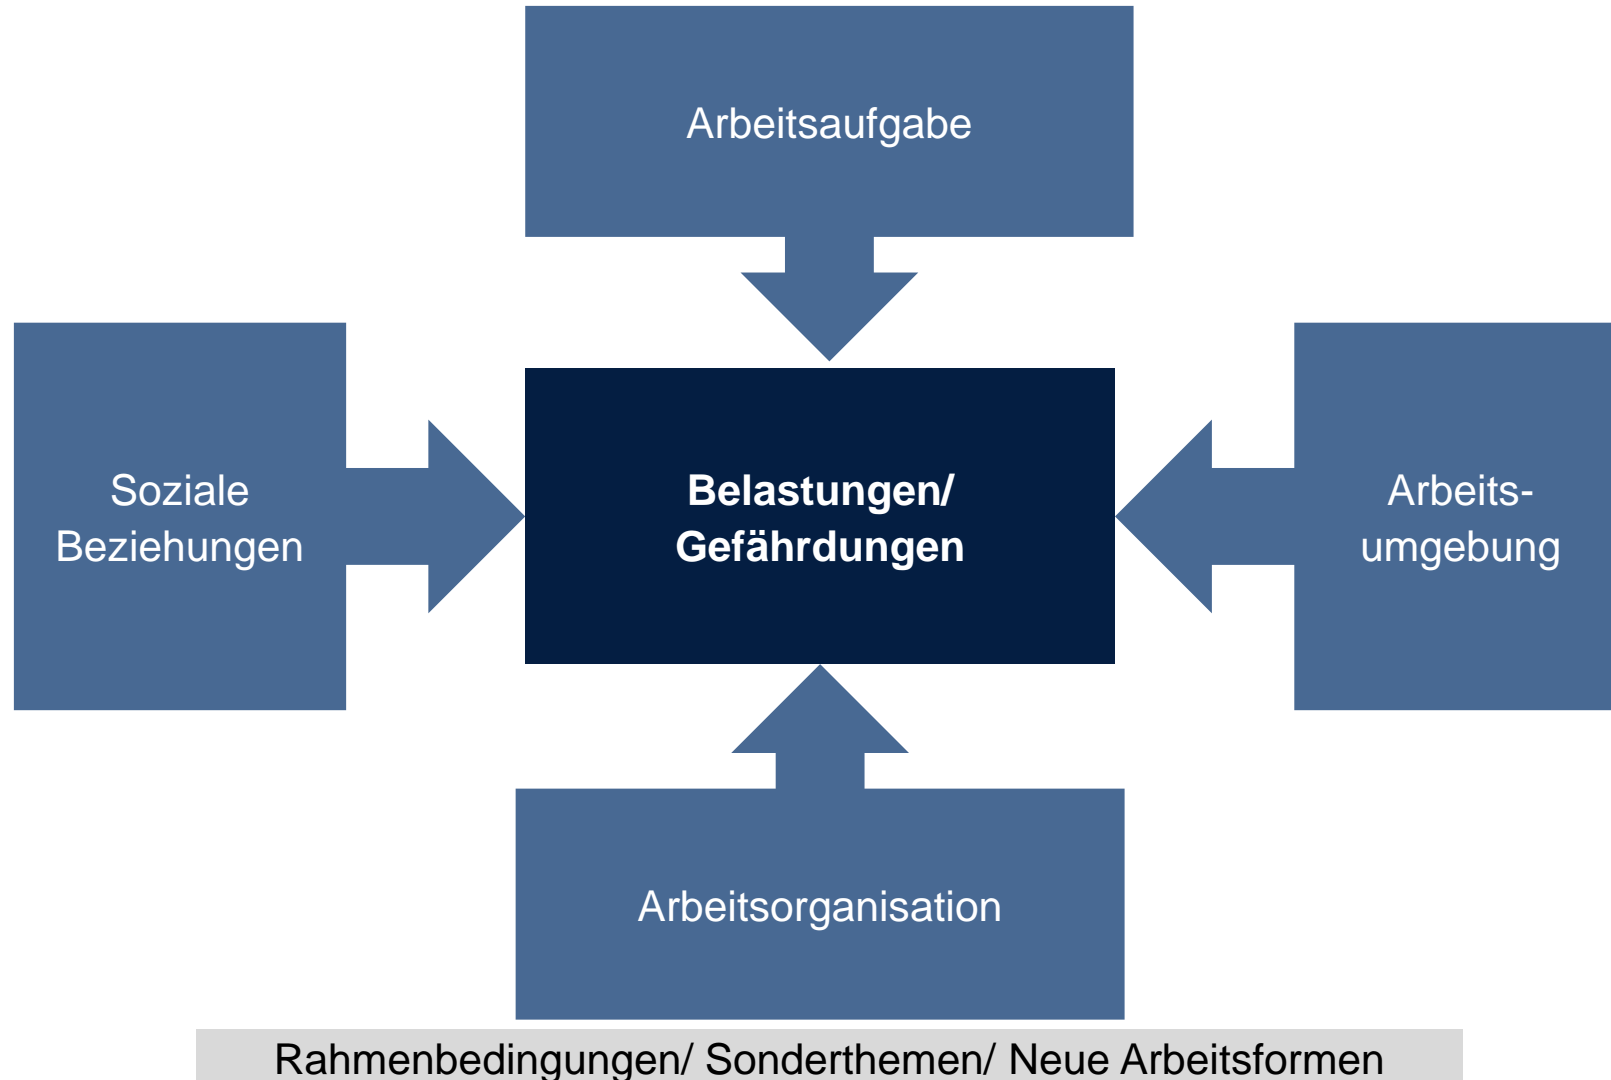 Arbeitsaufgabe
Soziale
Beziehungen
Belastungen/
Gefährdungen
Arbeits-
umgebung
Arbeitsorganisation
Rahmenbedingungen/ Sonderthemen/ Neue Arbeitsformen